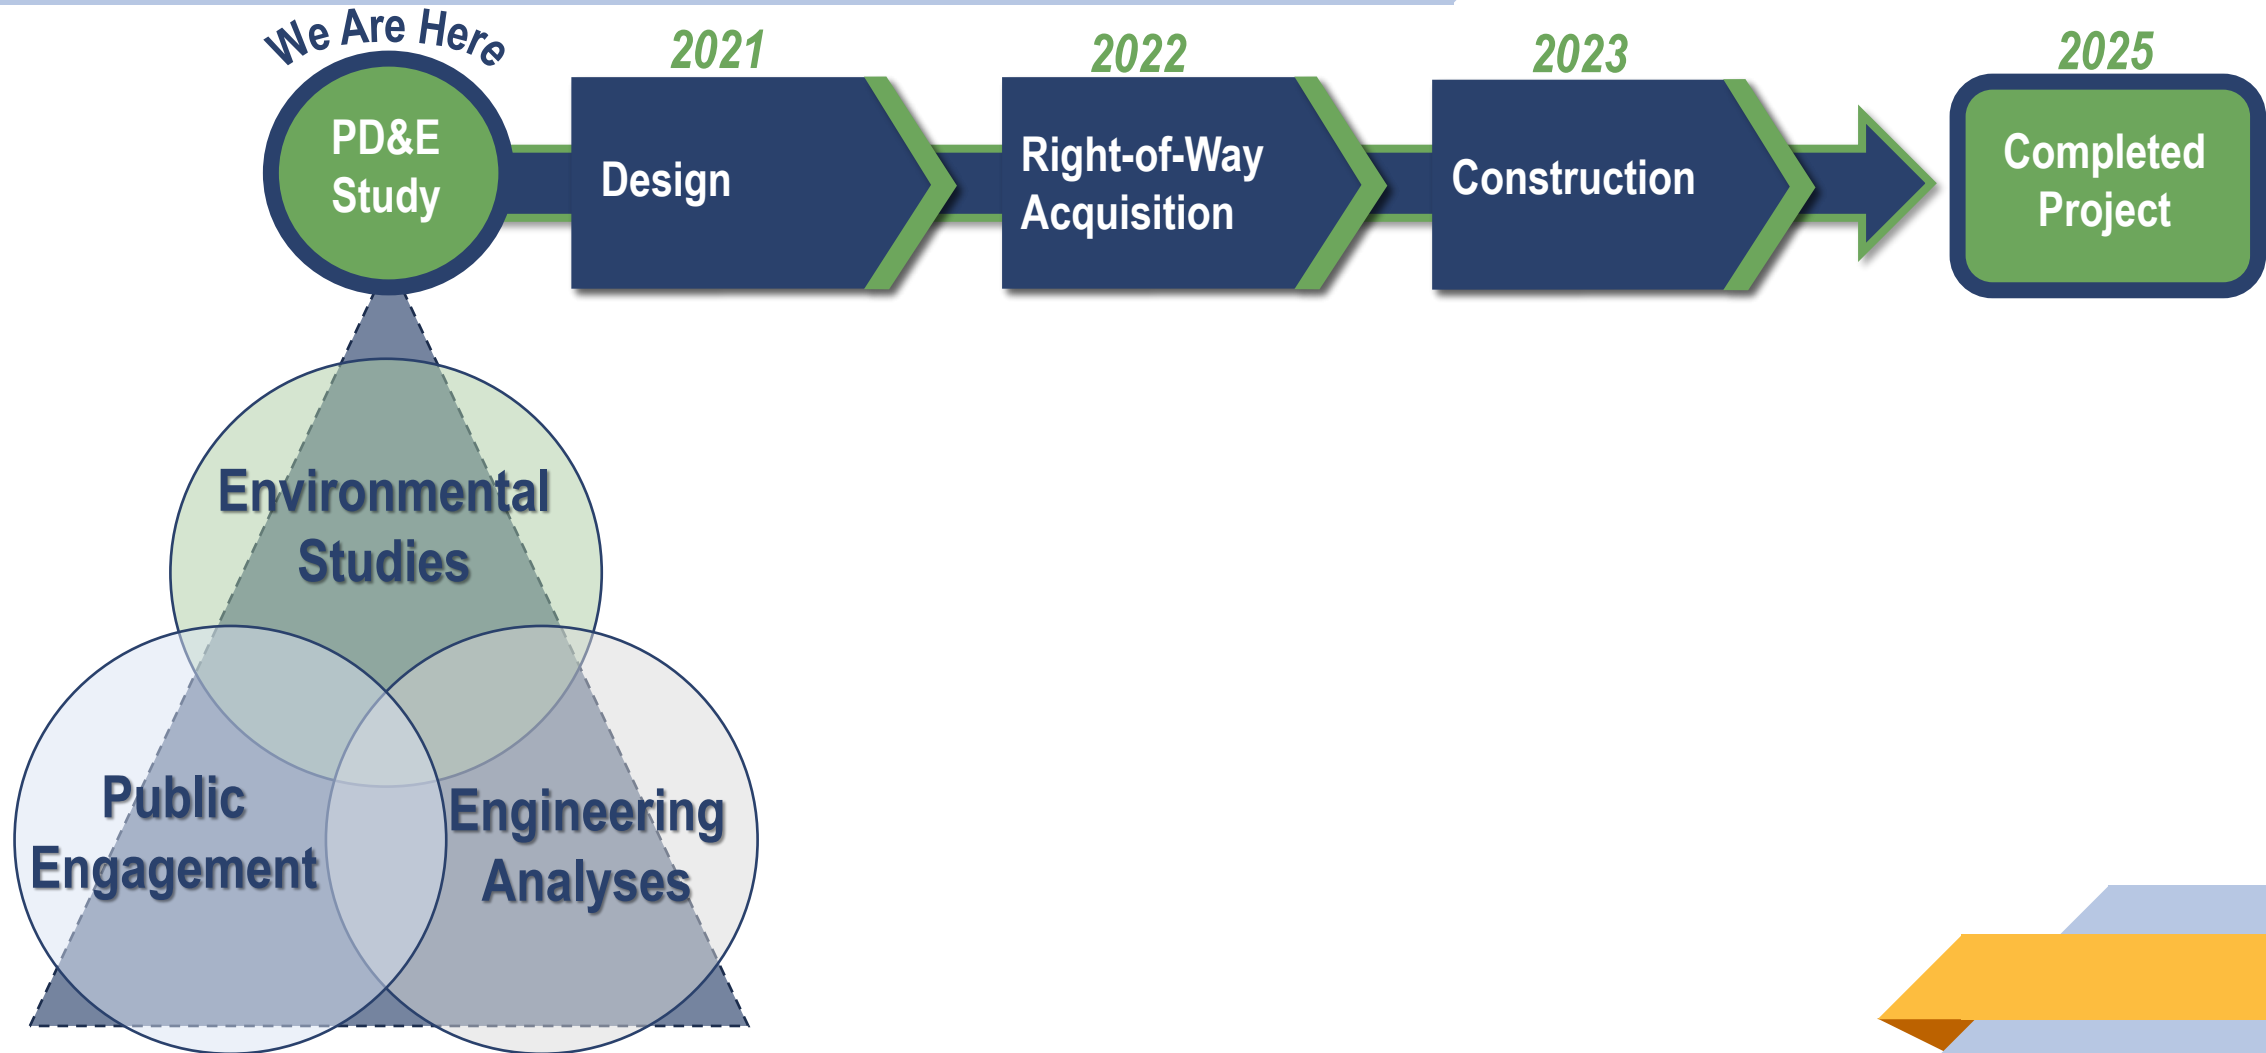 We Are Here
2021
2022
2023
2025
PD&E
Study
Design
Right-of-Way
Acquisition
Construction
Completed
Project
Environmental
Studies
Public
Engagement
Engineering
Analyses